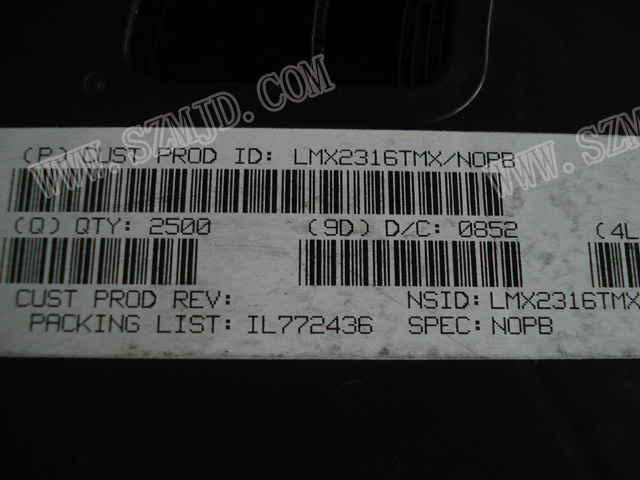 WWW.SZMJD.COM
WWW.SZM
(P) CUST PROD ID: LMX2316TMX/NOPB
(Q) QTY: 2500 (9D) D/C: 0852 (4L
CUST PROD REV: NSID: LMX2316TMX
PACKING LIST: IL772436 SPEC: NOPB